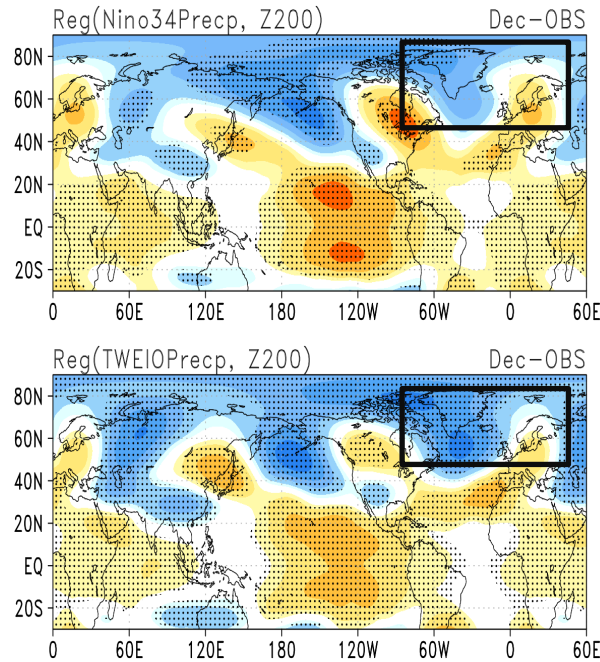 Reg(Nino34Precp, Z200) Dec-OBS
80N
60N
40N
20N
EQ
20S
0 60E 120E 180 120W 60W 0 60E
Reg(TWEIOPrecp, Z200) Dec-OBS
80N
60N
40N
20N
EQ
20S
0 60E 120E 180 120W 60W 0 60E